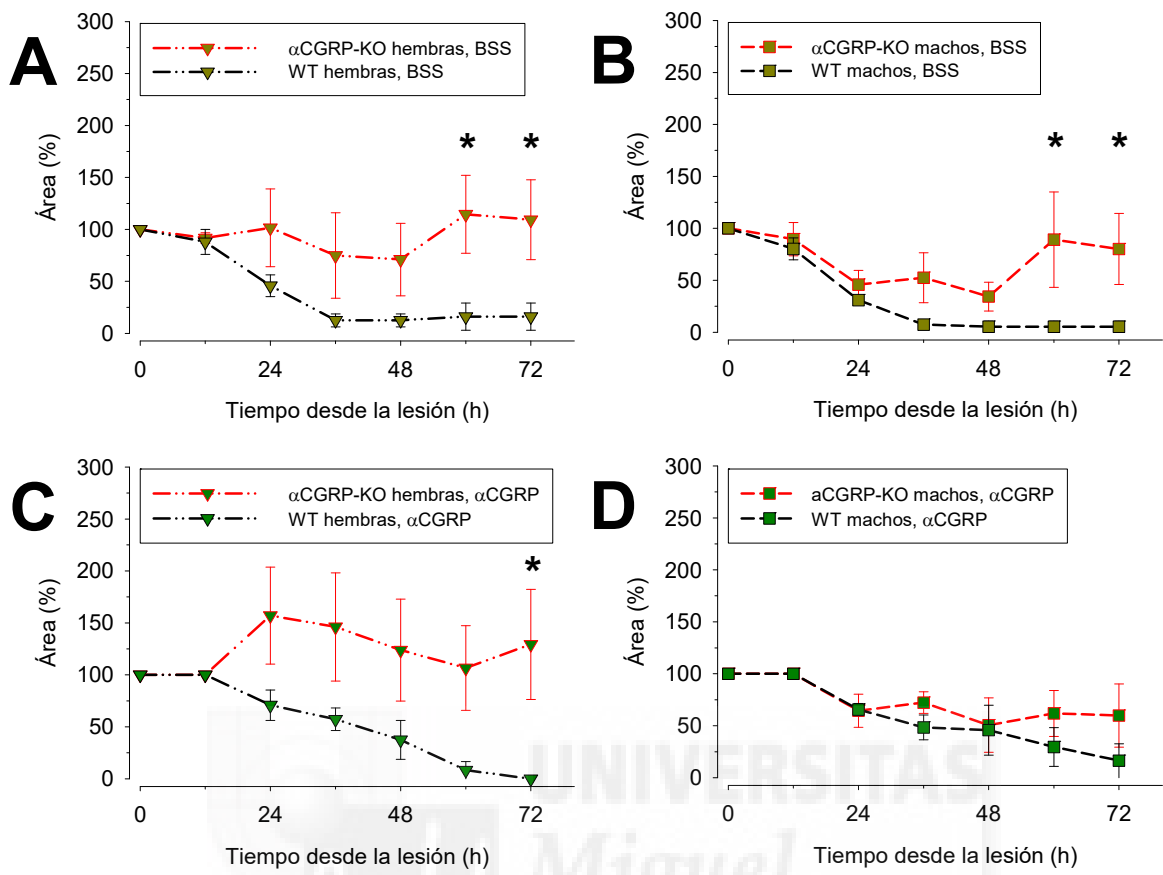 A
300
250
200
150
100
50
0
Área (%)
αCGRP-KO hembras, BSS
WT hembras, BSS
* *
0 24 48 72
Tiempo desde la lesión (h)
B
300
250
200
150
100
50
0
Área (%)
αCGRP-KO machos, BSS
WT machos, BSS
* *
0 24 48 72
Tiempo desde la lesión (h)
C
300
250
200
150
100
50
0
Área (%)
αCGRP-KO hembras, αCGRP
WT hembras, αCGRP
*
0 24 48 72
Tiempo desde la lesión (h)
D
300
250
200
150
100
50
0
Área (%)
aCGRP-KO machos, αCGRP
WT machos, αCGRP
0 24 48 72
Tiempo desde la lesión (h)
UNIVERSITAS
Miguel